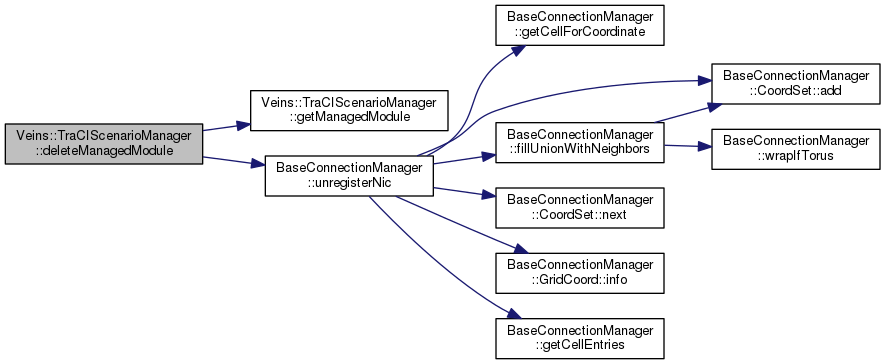 Veins::TraCIScenarioManager
::deleteManagedModule
Veins::TraCIScenarioManager
::getManagedModule
BaseConnectionManager
::unregisterNic
BaseConnectionManager
::getCellForCoordinate
BaseConnectionManager
::fillUnionWithNeighbors
BaseConnectionManager
::CoordSet::next
BaseConnectionManager
::GridCoord::info
BaseConnectionManager
::getCellEntries
BaseConnectionManager
::CoordSet::add
BaseConnectionManager
::wrapIfTorus